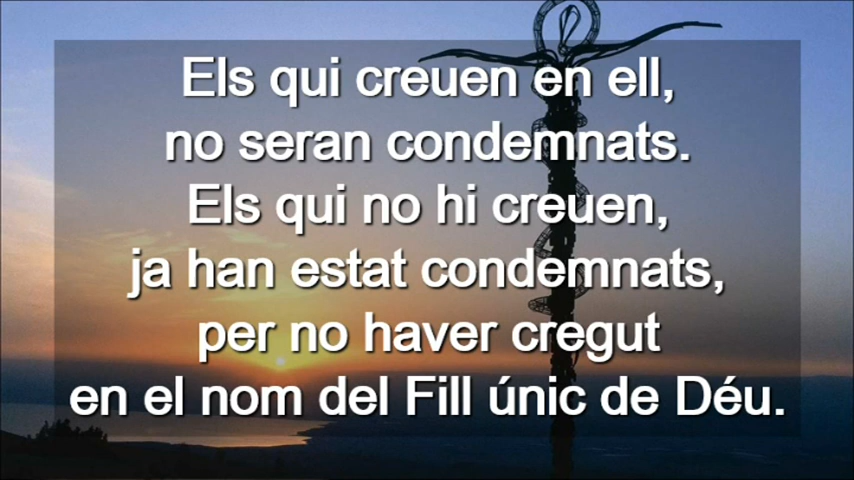 Els qui creuen en ell,
no seran condemnats.
Els qui no hi creuen,
ja han estat condemnats,
per no haver cregut
en el nom del Fill únic de Déu.